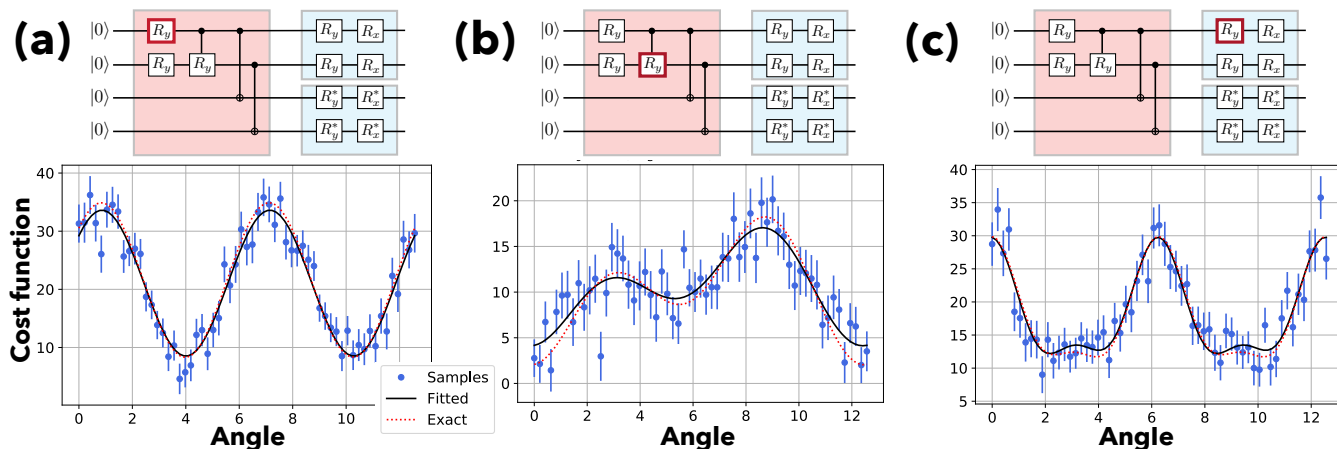 (a)
|0⟩ R_y R_y R_x
|0⟩ R_y R_y R_y R_x
|0⟩ R_y^* R_x^*
|0⟩ R_y^* R_x^*
Cost function
40
30
20
10
0 2 4 6 8 10
Angle
Samples
Fitted
Exact
(b)
|0⟩ R_y R_y R_x
|0⟩ R_y R_y R_y R_x
|0⟩ R_y^* R_x^*
|0⟩ R_y^* R_x^*
20
15
10
5
0
0 2 4 6 8 10 12
Angle
(c)
|0⟩ R_y R_y R_x
|0⟩ R_y R_y R_y R_x
|0⟩ R_y^* R_x^*
|0⟩ R_y^* R_x^*
40
35
30
25
20
15
10
5
0 2 4 6 8 10 12
Angle